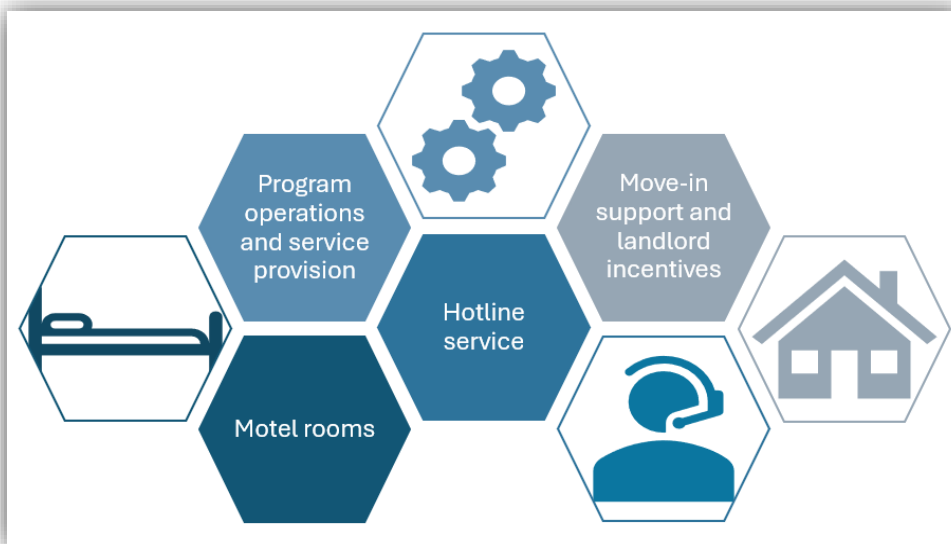 Program
operations
and service
provision
Move-in
support and
landlord
incentives
Hotline
service
Motel rooms